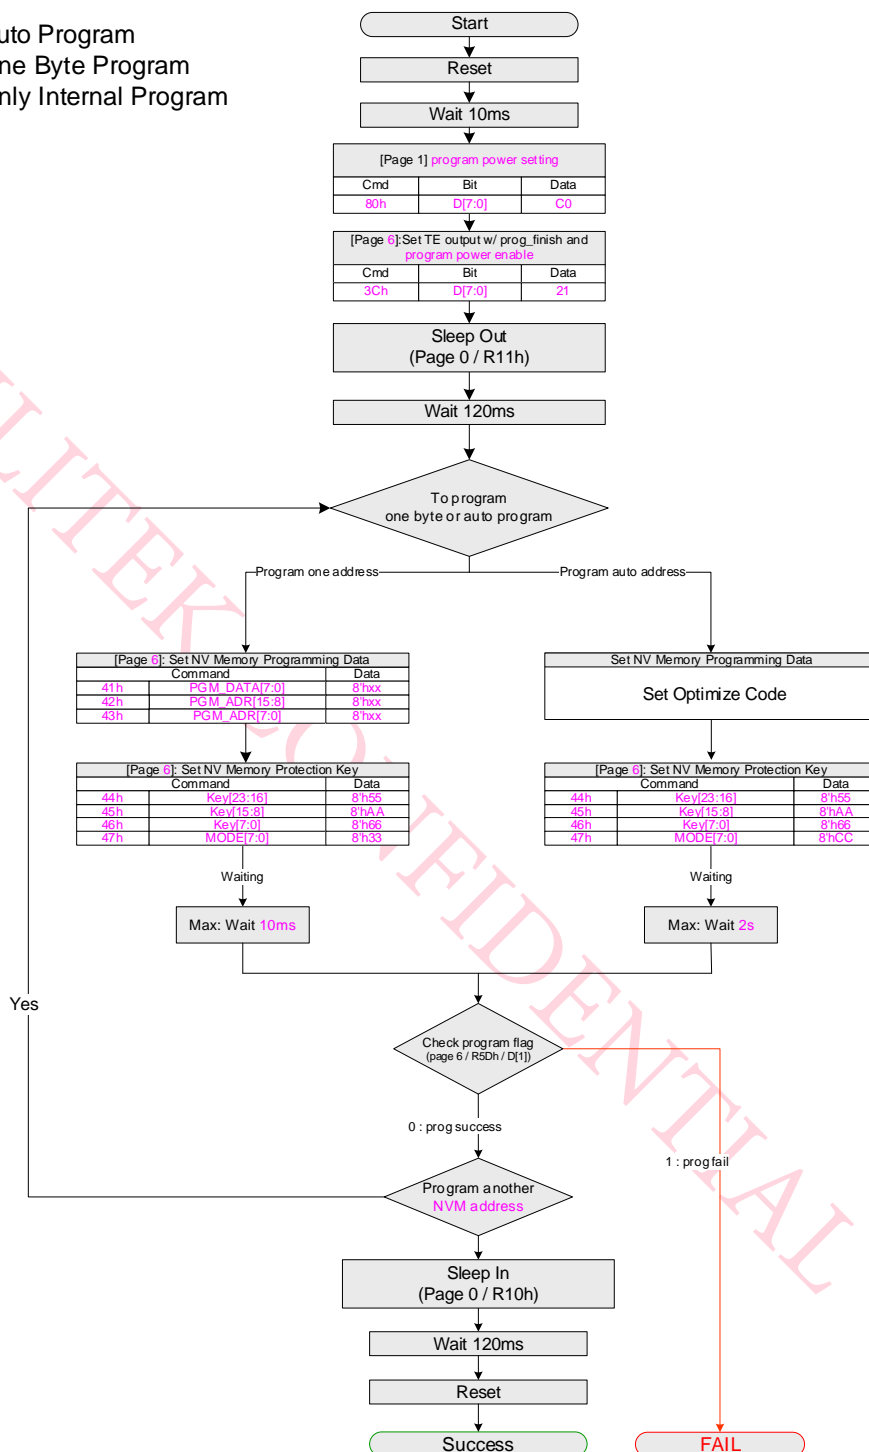 uto Program
ne Byte Program
nly Internal Program
Start
Reset
Wait 10ms
[Page 1] program power setting
Cmd Bit Data
80h D[7:0] C0
[Page 6]:Set TE output w/ prog_finish and
program power enable
Cmd Bit Data
3Ch D[7:0] 21
Sleep Out
(Page 0 / R11h)
Wait 120ms
To program
one byte or auto program
Program one address
Program auto address
[Page 6]: Set NV Memory Programming Data
Command Data
41h PGM_DATA[7:0] 8'hxx
42h PGM_ADR[15:8] 8'hxx
43h PGM_ADR[7:0] 8'hxx
Set NV Memory Programming Data
Set Optimize Code
[Page 6]: Set NV Memory Protection Key
Command Data
44h Key[23:16] 8'h55
45h Key[15:8] 8'hAA
46h Key[7:0] 8'h66
47h MODE[7:0] 8'h33
[Page 6]: Set NV Memory Protection Key
Command Data
44h Key[23:16] 8'h55
45h Key[15:8] 8'hAA
46h Key[7:0] 8'h66
47h MODE[7:0] 8'hCC
Waiting
Waiting
Max: Wait 10ms
Max: Wait 2s
Yes
Check program flag
(page 6 / R5Dh / D[1])
0 : prog success
1 : prog fail
Program another
NVM address
Sleep In
(Page 0 / R10h)
Wait 120ms
Reset
Success
FAIL
ILITEK CONFIDENTIAL